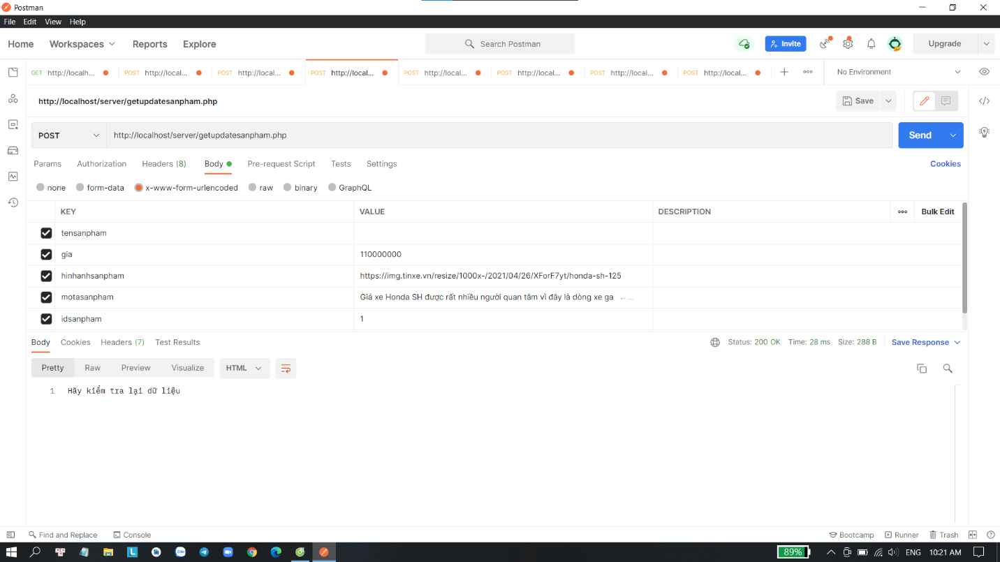 Postman
File Edit View Help
Home Workspaces Reports Explore Search Postman Invite Upgrade
GET http://localh... POST http://local... POST http://local... POST http://local... POST http://local... POST http://local... POST http://local... POST http://local... No Environment
http://localhost/server/getupdatesanpham.php Save
POST http://localhost/server/getupdatesanpham.php Send
Params Authorization Headers (8) Body Pre-request Script Tests Settings Cookies
none form-data x-www-form-urlencoded raw binary GraphQL
KEY VALUE DESCRIPTION Bulk Edit
tensanpham
gia 110000000
hinhanhsanpham https://img.tinxe.vn/resize/1000x-/2021/04/26/XForF7yt/honda-sh-125
motasanpham Giá xe Honda SH được rất nhiều người quan tâm vì đây là dòng xe ga ↵ ...
idsanpham 1
Body Cookies Headers (7) Test Results Status: 200 OK Time: 28 ms Size: 288 B Save Response
Pretty Raw Preview Visualize HTML
1 Hãy kiểm tra lại dữ liệu
Find and Replace Console Bootcamp Runner Trash
L Zalo 89% ENG 10:21 AM